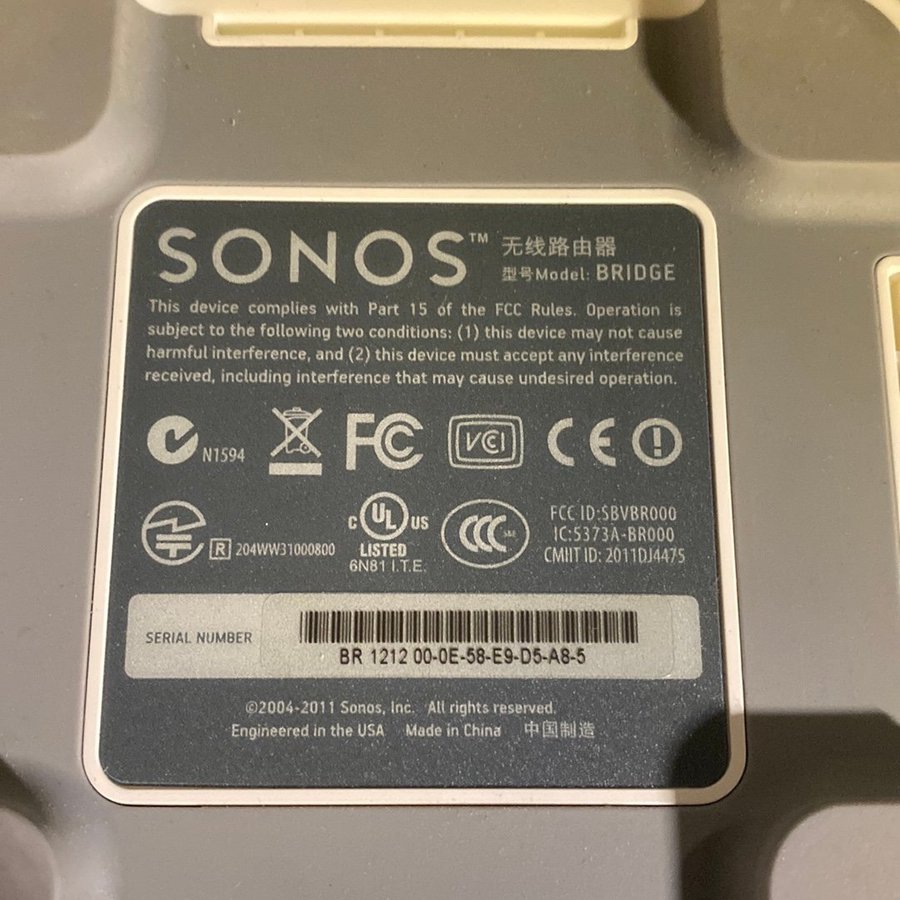 SONOS™ 无线路由器
型号Model: BRIDGE
This device complies with Part 15 of the FCC Rules. Operation is
subject to the following two conditions: (1) this device may not cause
harmful interference, and (2) this device must accept any interference
received, including interference that may cause undesired operation.
N1594 FC VCCI CE
R 204WW31000800
C UL US
LISTED
6N81 I.T.E.
CCC S&E
FCC ID:SBVBR000
IC:5373A-BR000
CMIIT ID: 2011DJ4475
SERIAL NUMBER
BR 1212 00-0E-58-E9-D5-A8-5
©2004-2011 Sonos, Inc. All rights reserved.
Engineered in the USA Made in China 中国制造